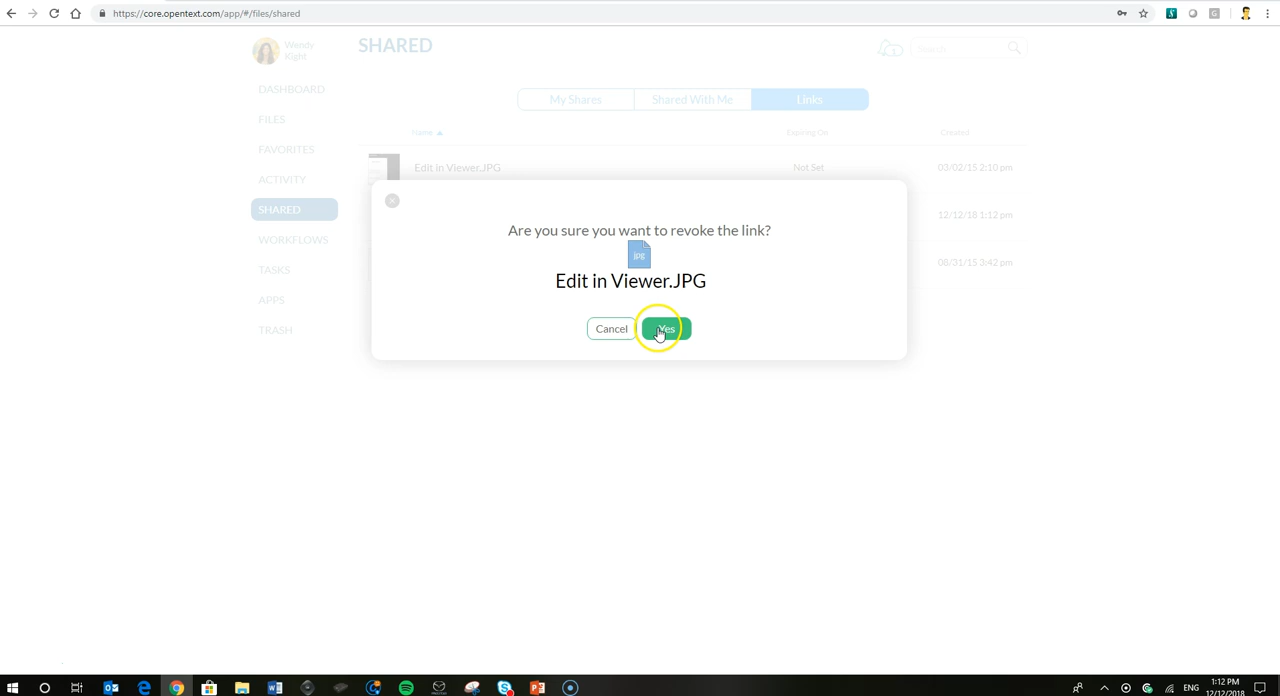 https://core.opentext.com/app/#/files/shared
Wendy
Kight
SHARED
Search
DASHBOARD
FILES
FAVORITES
ACTIVITY
SHARED
WORKFLOWS
TASKS
APPS
TRASH
My Shares
Shared With Me
Links
Name
Expiring On
Created
Edit in Viewer.JPG
Not Set
03/02/15 2:10 pm
12/12/18 1:12 pm
08/31/15 3:42 pm
Are you sure you want to revoke the link?
jpg
Edit in Viewer.JPG
Cancel
Yes
ENG
1:12 PM
12/12/2018